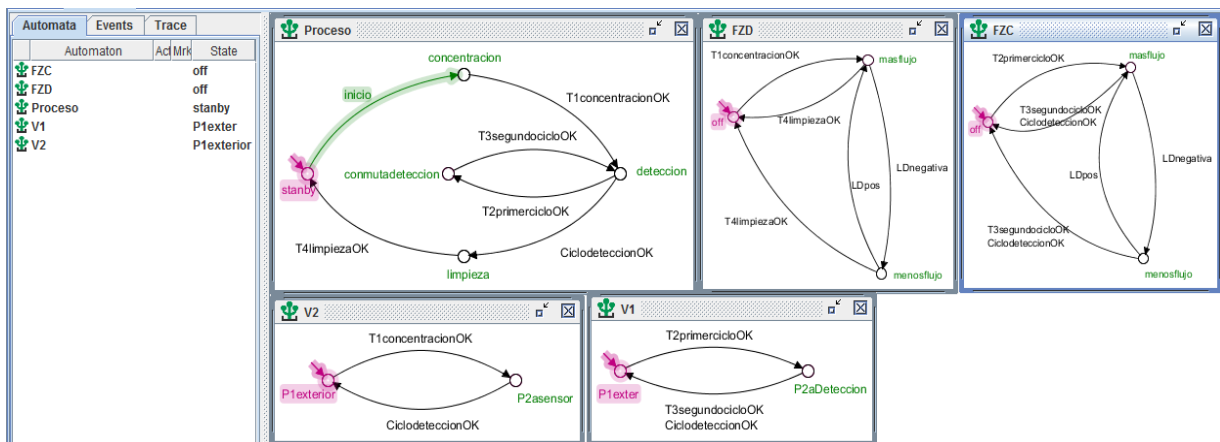 Automata Events Trace
Automaton Act Mrk State
FZC off
FZD off
Proceso stanby
V1 P1exter
V2 P1exterior
Proceso
concentracion
inicio
T1concentracionOK
T3segundocicloOK
conmutadeteccion
deteccion
stanby
T2primercicloOK
T4limpiezaOK
CiclodeteccionOK
limpieza
FZD
T1concentracionOK
masflujo
off
T4limpiezaOK
LDnegativa
LDpos
T4limpiezaOK
menosflujo
FZC
T2primercicloOK
masflujo
T3segundocicloOK
CiclodeteccionOK
off
LDnegativa
LDpos
T3segundocicloOK
CiclodeteccionOK
menosflujo
V2
T1concentracionOK
P1exterior
P2asensor
CiclodeteccionOK
V1
T2primercicloOK
P1exter
P2aDeteccion
T3segundocicloOK
CiclodeteccionOK